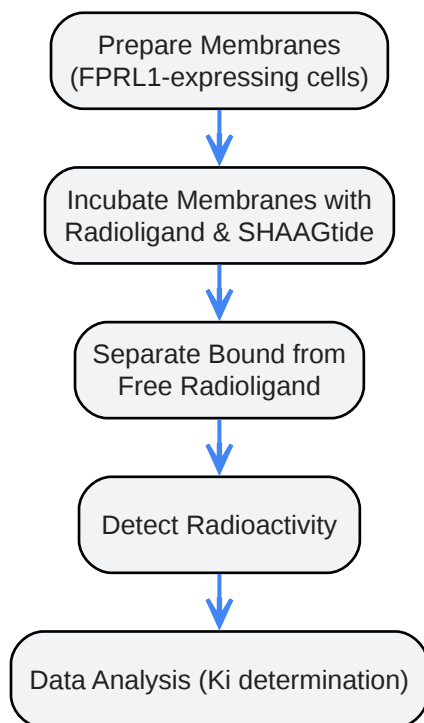 Prepare Membranes
(FPRL1-expressing cells)
Incubate Membranes with
Radioligand & SHAAGtide
Separate Bound from
Free Radioligand
Detect Radioactivity
Data Analysis (Ki determination)